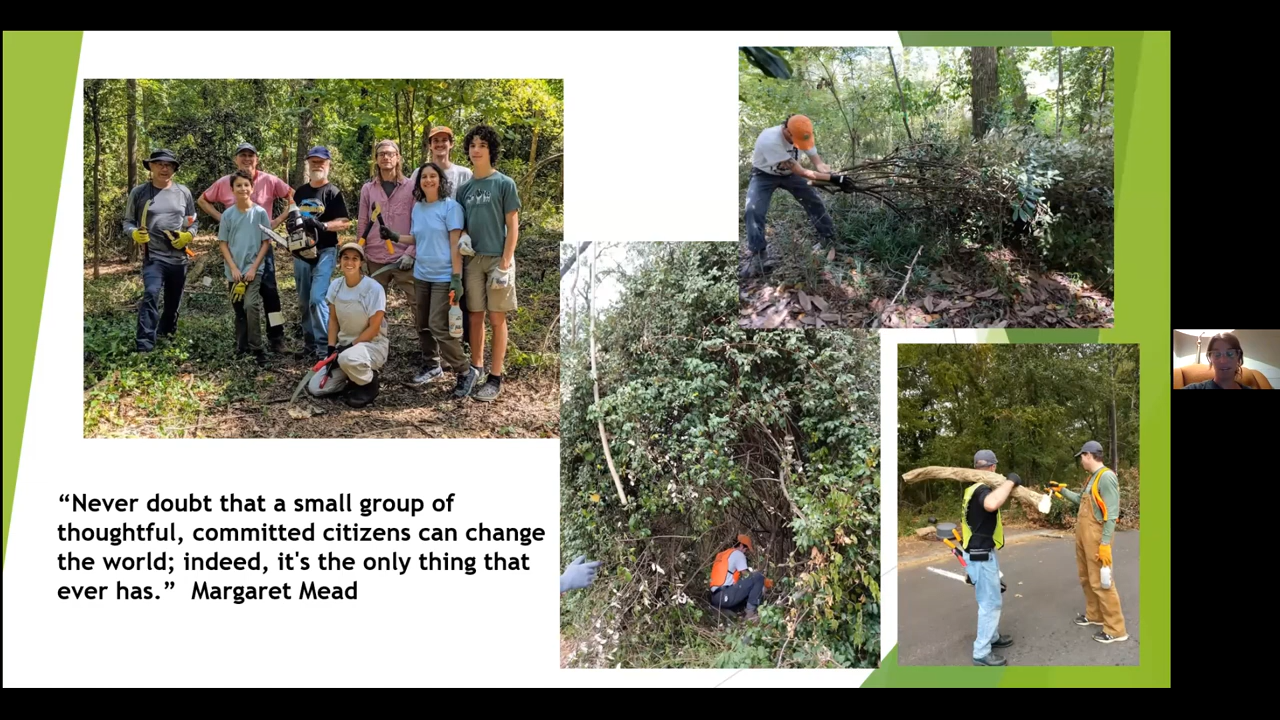 “Never doubt that a small group of
thoughtful, committed citizens can change
the world; indeed, it's the only thing that
ever has.”  Margaret Mead